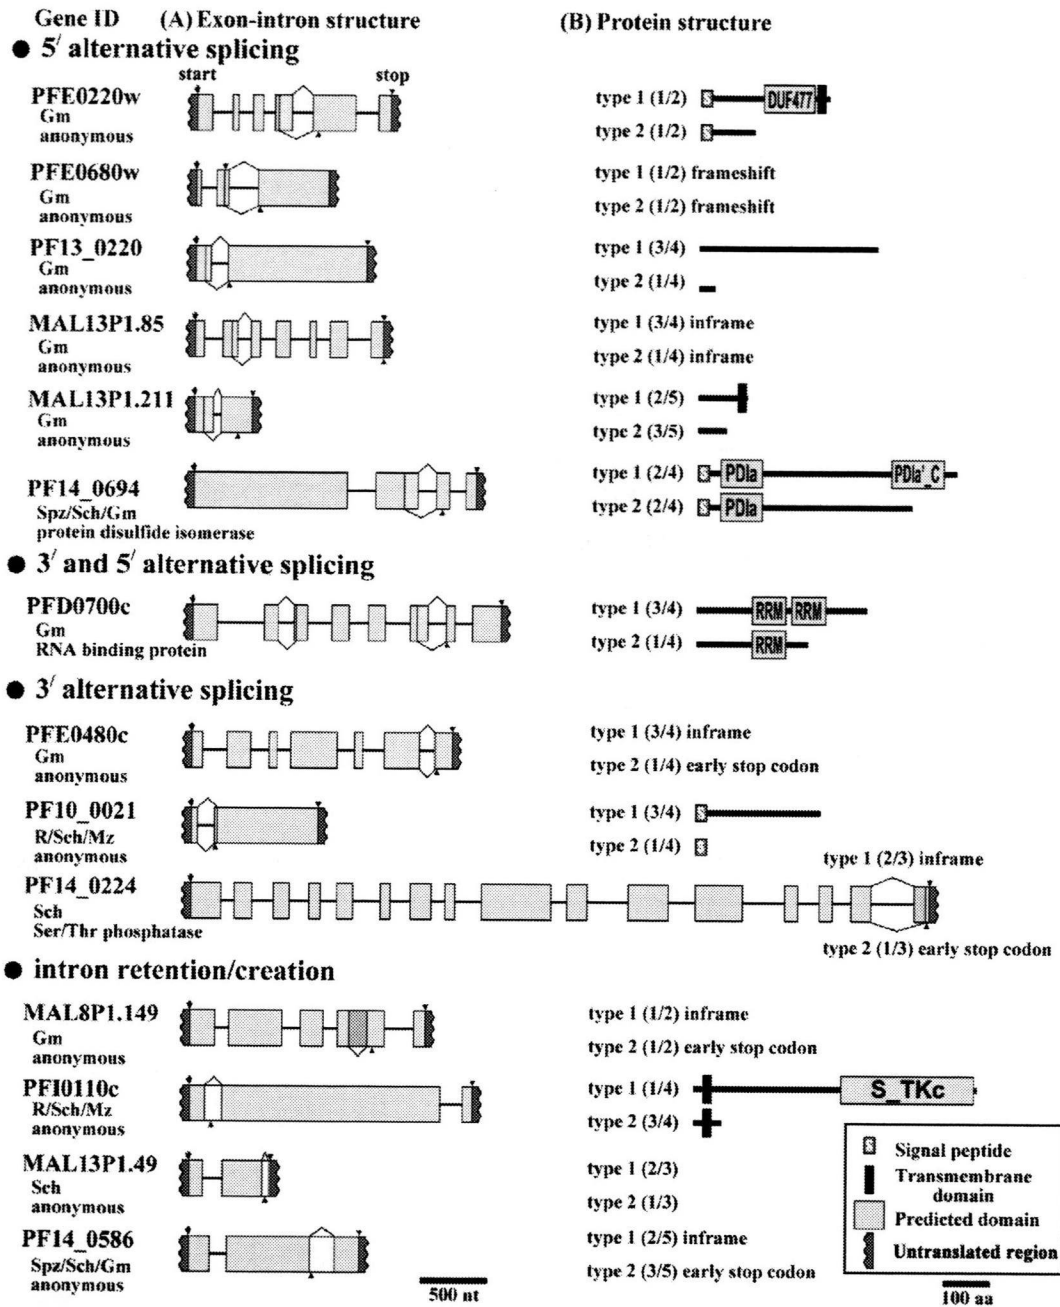 Gene ID (A) Exon-intron structure (B) Protein structure
● 5′ alternative splicing
start stop
PFE0220w
Gm
anonymous
type 1 (1/2) DUF477
type 2 (1/2)
PFE0680w
Gm
anonymous
type 1 (1/2) frameshift
type 2 (1/2) frameshift
PF13_0220
Gm
anonymous
type 1 (3/4)
type 2 (1/4)
MAL13P1.85
Gm
anonymous
type 1 (3/4) inframe
type 2 (1/4) inframe
MAL13P1.211
Gm
anonymous
type 1 (2/5)
type 2 (3/5)
PF14_0694
Spz/Sch/Gm
protein disulfide isomerase
type 1 (2/4) PDIa PDIa'_C
type 2 (2/4) PDIa
● 3′ and 5′ alternative splicing
PFD0700c
Gm
RNA binding protein
type 1 (3/4) RRM RRM
type 2 (1/4) RRM
● 3′ alternative splicing
PFE0480c
Gm
anonymous
type 1 (3/4) inframe
type 2 (1/4) early stop codon
PF10_0021
R/Sch/Mz
anonymous
type 1 (3/4)
type 2 (1/4)
PF14_0224
Sch
Ser/Thr phosphatase
type 1 (2/3) inframe
type 2 (1/3) early stop codon
● intron retention/creation
MAL8P1.149
Gm
anonymous
type 1 (1/2) inframe
type 2 (1/2) early stop codon
PFI0110c
R/Sch/Mz
anonymous
type 1 (1/4) S_TKc
type 2 (3/4)
MAL13P1.49
Sch
anonymous
type 1 (2/3)
type 2 (1/3)
PF14_0586
Spz/Sch/Gm
anonymous
type 1 (2/5) inframe
type 2 (3/5) early stop codon
Signal peptide
Transmembrane
domain
Predicted domain
Untranslated region
500 nt
100 aa